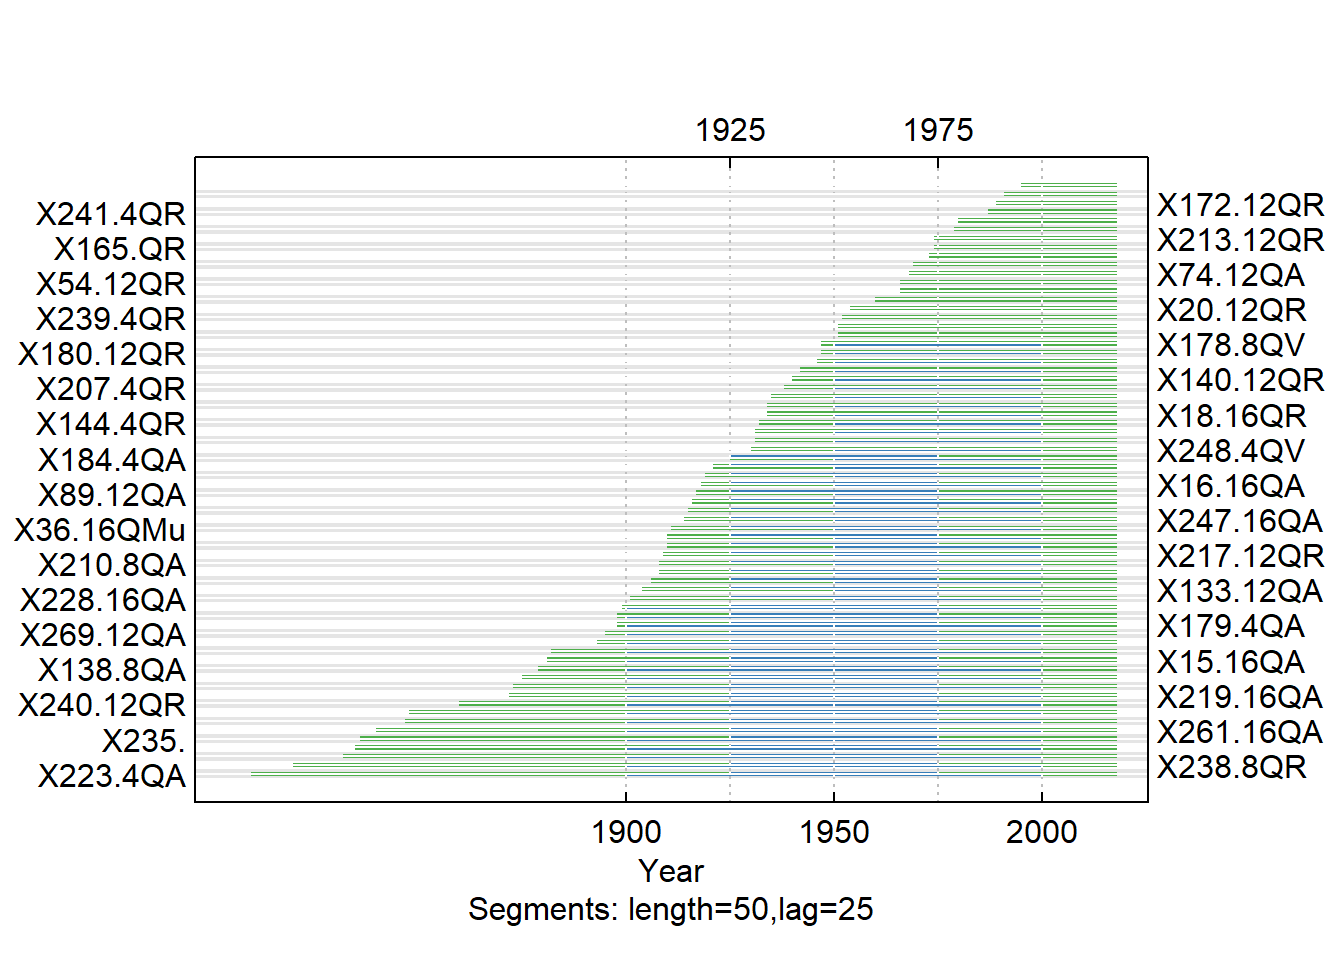 1925 1975
X241.4QR
X165.QR
X54.12QR
X239.4QR
X180.12QR
X207.4QR
X144.4QR
X184.4QA
X89.12QA
X36.16QMu
X210.8QA
X228.16QA
X269.12QA
X138.8QA
X240.12QR
X235.
X223.4QA
X172.12QR
X213.12QR
X74.12QA
X20.12QR
X178.8QV
X140.12QR
X18.16QR
X248.4QV
X16.16QA
X247.16QA
X217.12QR
X133.12QA
X179.4QA
X15.16QA
X219.16QA
X261.16QA
X238.8QR
1900 1950 2000
Year
Segments: length=50,lag=25